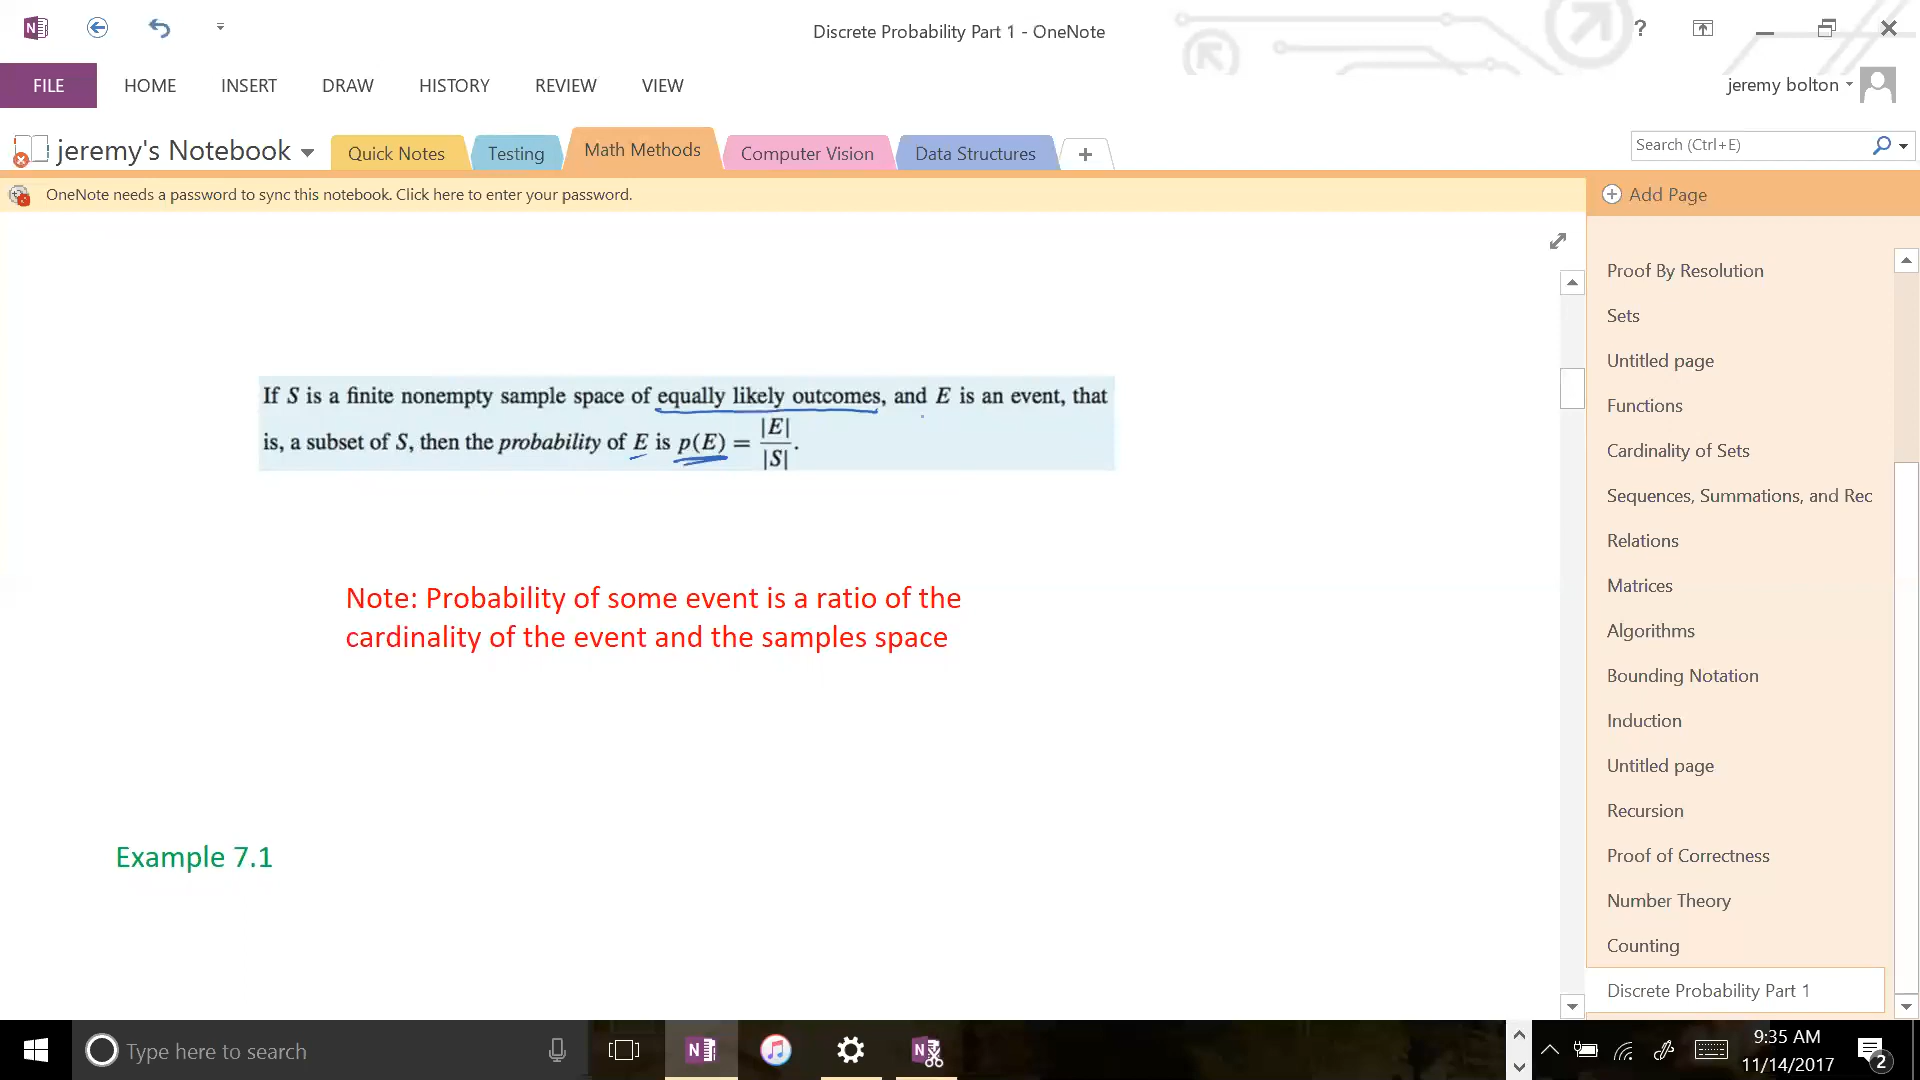 Discrete Probability Part 1 - OneNote
?
FILE
HOME
INSERT
DRAW
HISTORY
REVIEW
VIEW
jeremy bolton
jeremy's Notebook
Quick Notes
Testing
Math Methods
Computer Vision
Data Structures
+
Search (Ctrl+E)
OneNote needs a password to sync this notebook. Click here to enter your password.
Add Page
If S is a finite nonempty sample space of equally likely outcomes, and E is an event, that
is, a subset of S, then the probability of E is p(E) = |E| / |S|.
Note: Probability of some event is a ratio of the
cardinality of the event and the samples space
Example 7.1
Proof By Resolution
Sets
Untitled page
Functions
Cardinality of Sets
Sequences, Summations, and Rec
Relations
Matrices
Algorithms
Bounding Notation
Induction
Untitled page
Recursion
Proof of Correctness
Number Theory
Counting
Discrete Probability Part 1
Type here to search
9:35 AM
11/14/2017
2